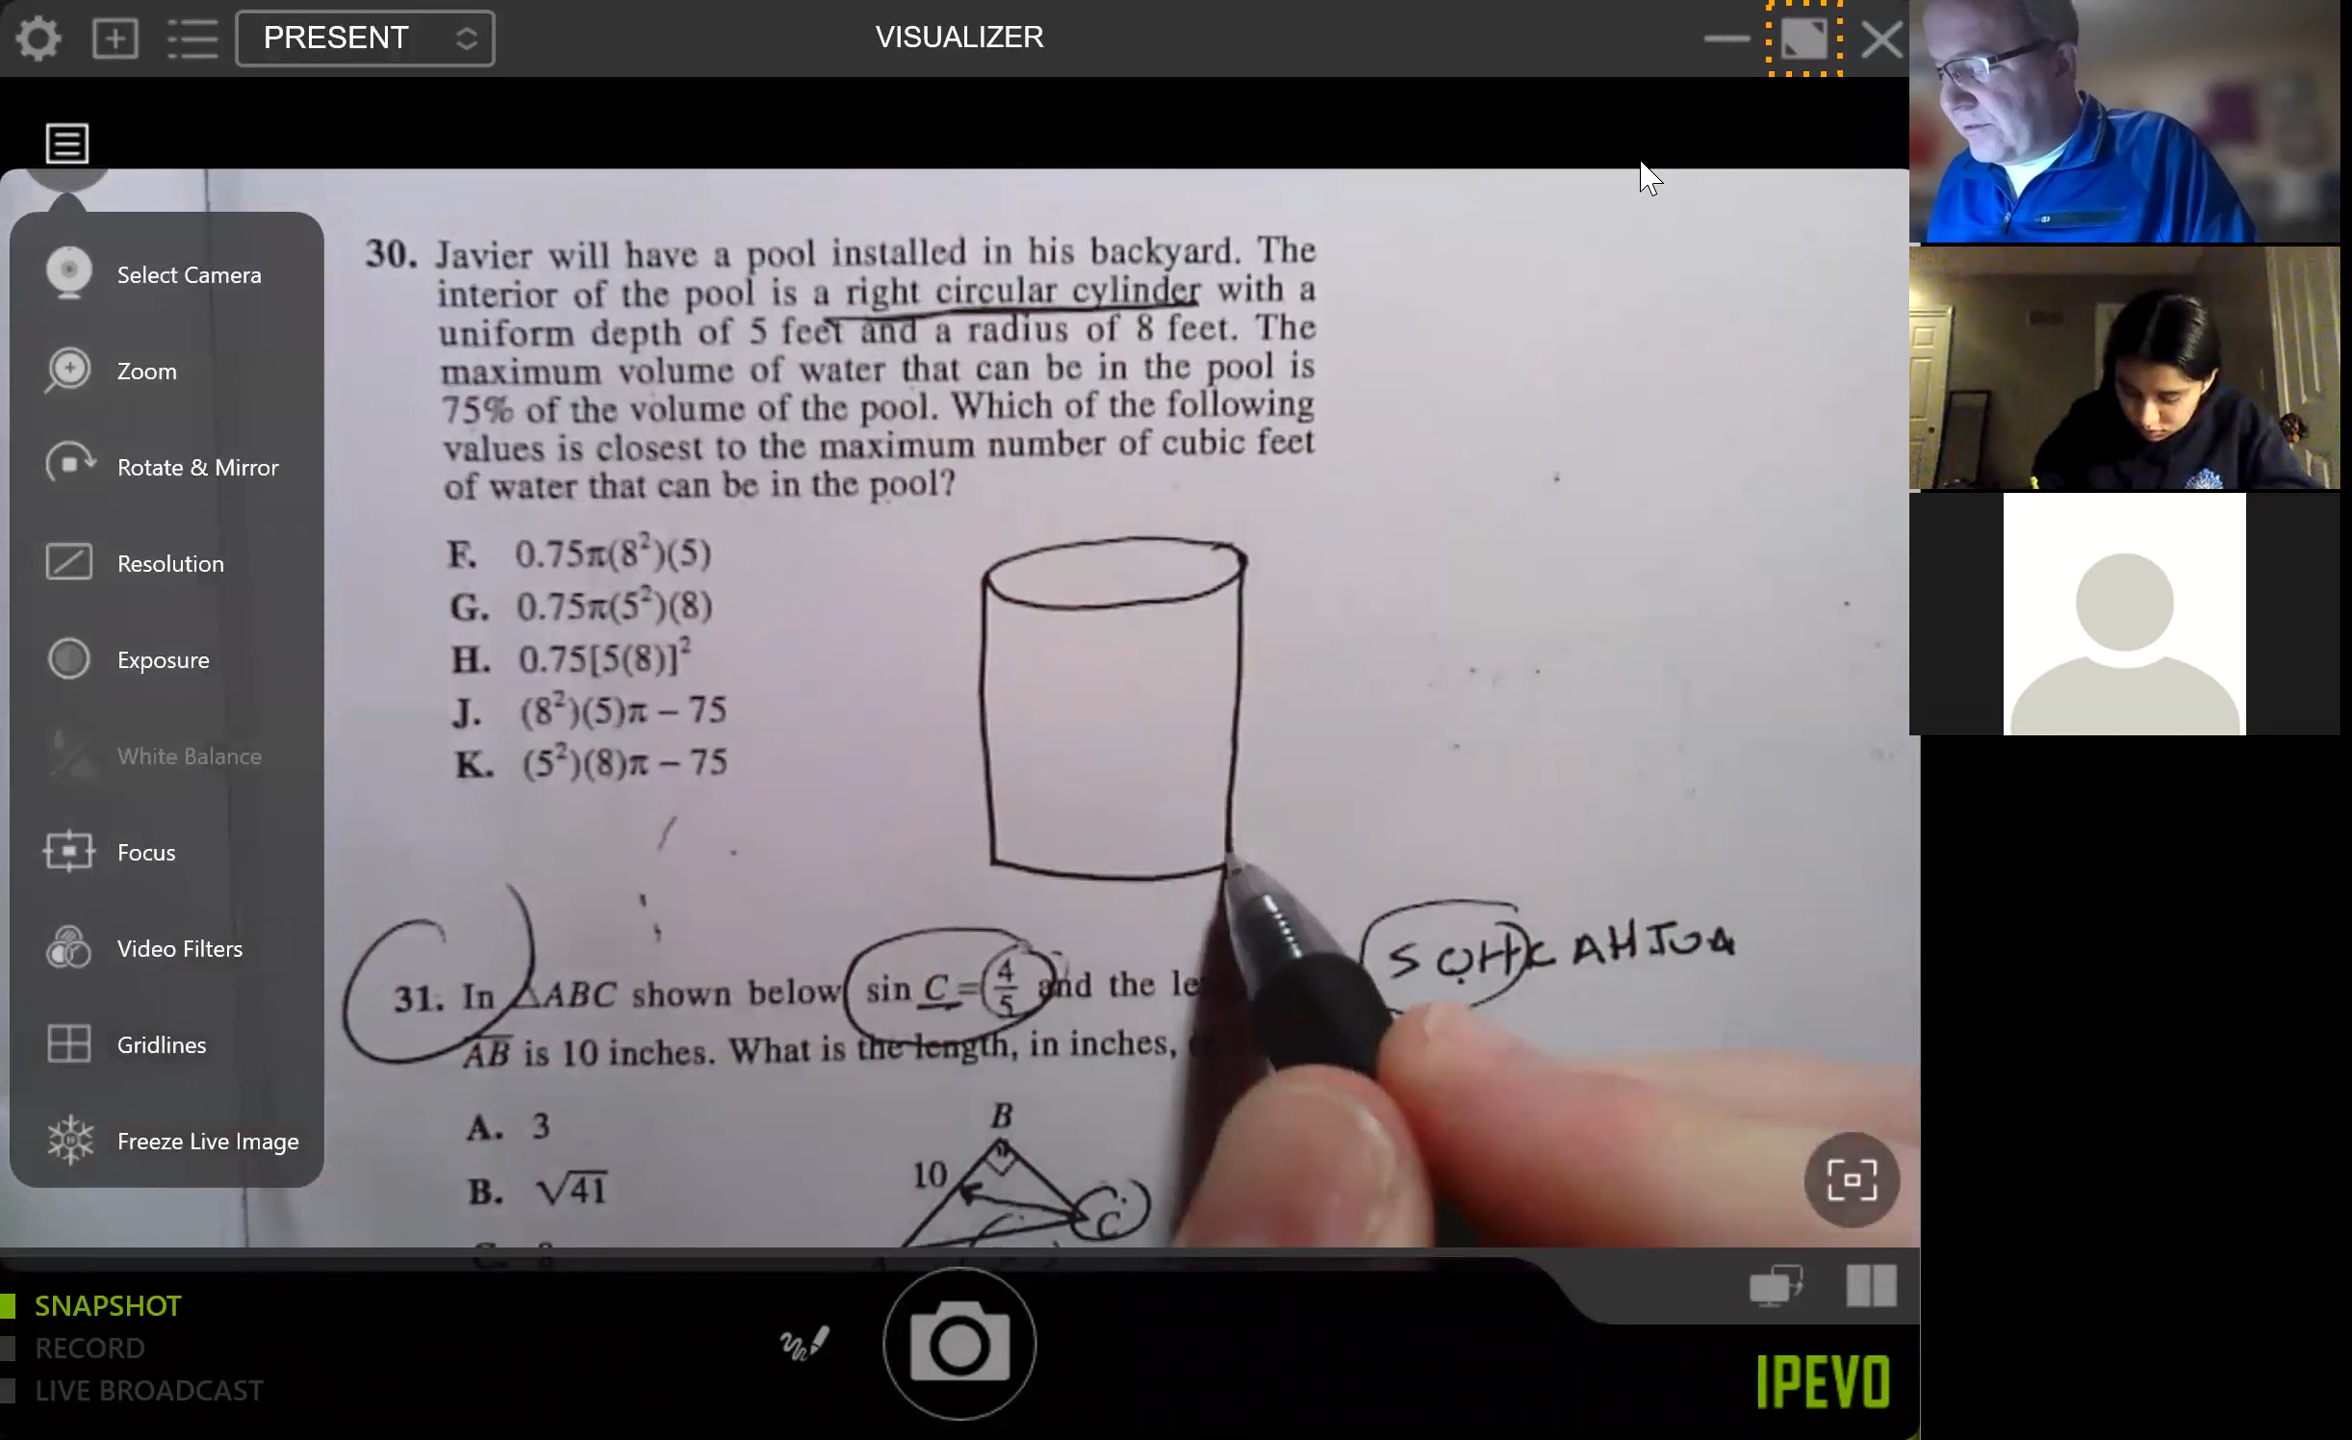 PRESENT
VISUALIZER
Select Camera
Zoom
Rotate & Mirror
Resolution
Exposure
White Balance
Focus
Video Filters
Gridlines
Freeze Live Image
30. Javier will have a pool installed in his backyard. The
interior of the pool is a right circular cylinder with a
uniform depth of 5 feet and a radius of 8 feet. The
maximum volume of water that can be in the pool is
75% of the volume of the pool. Which of the following
values is closest to the maximum number of cubic feet
of water that can be in the pool?
F. 0.75π(8²)(5)
G. 0.75π(5²)(8)
H. 0.75[5(8)]²
J. (8²)(5)π – 75
K. (5²)(8)π – 75
SOHCAHTOA
31. In △ABC shown below sin C = 4/5 and the
AB is 10 inches. What is the length, in inches,
A. 3
B. √41
B
10
C
SNAPSHOT
RECORD
LIVE BROADCAST
IPEVO